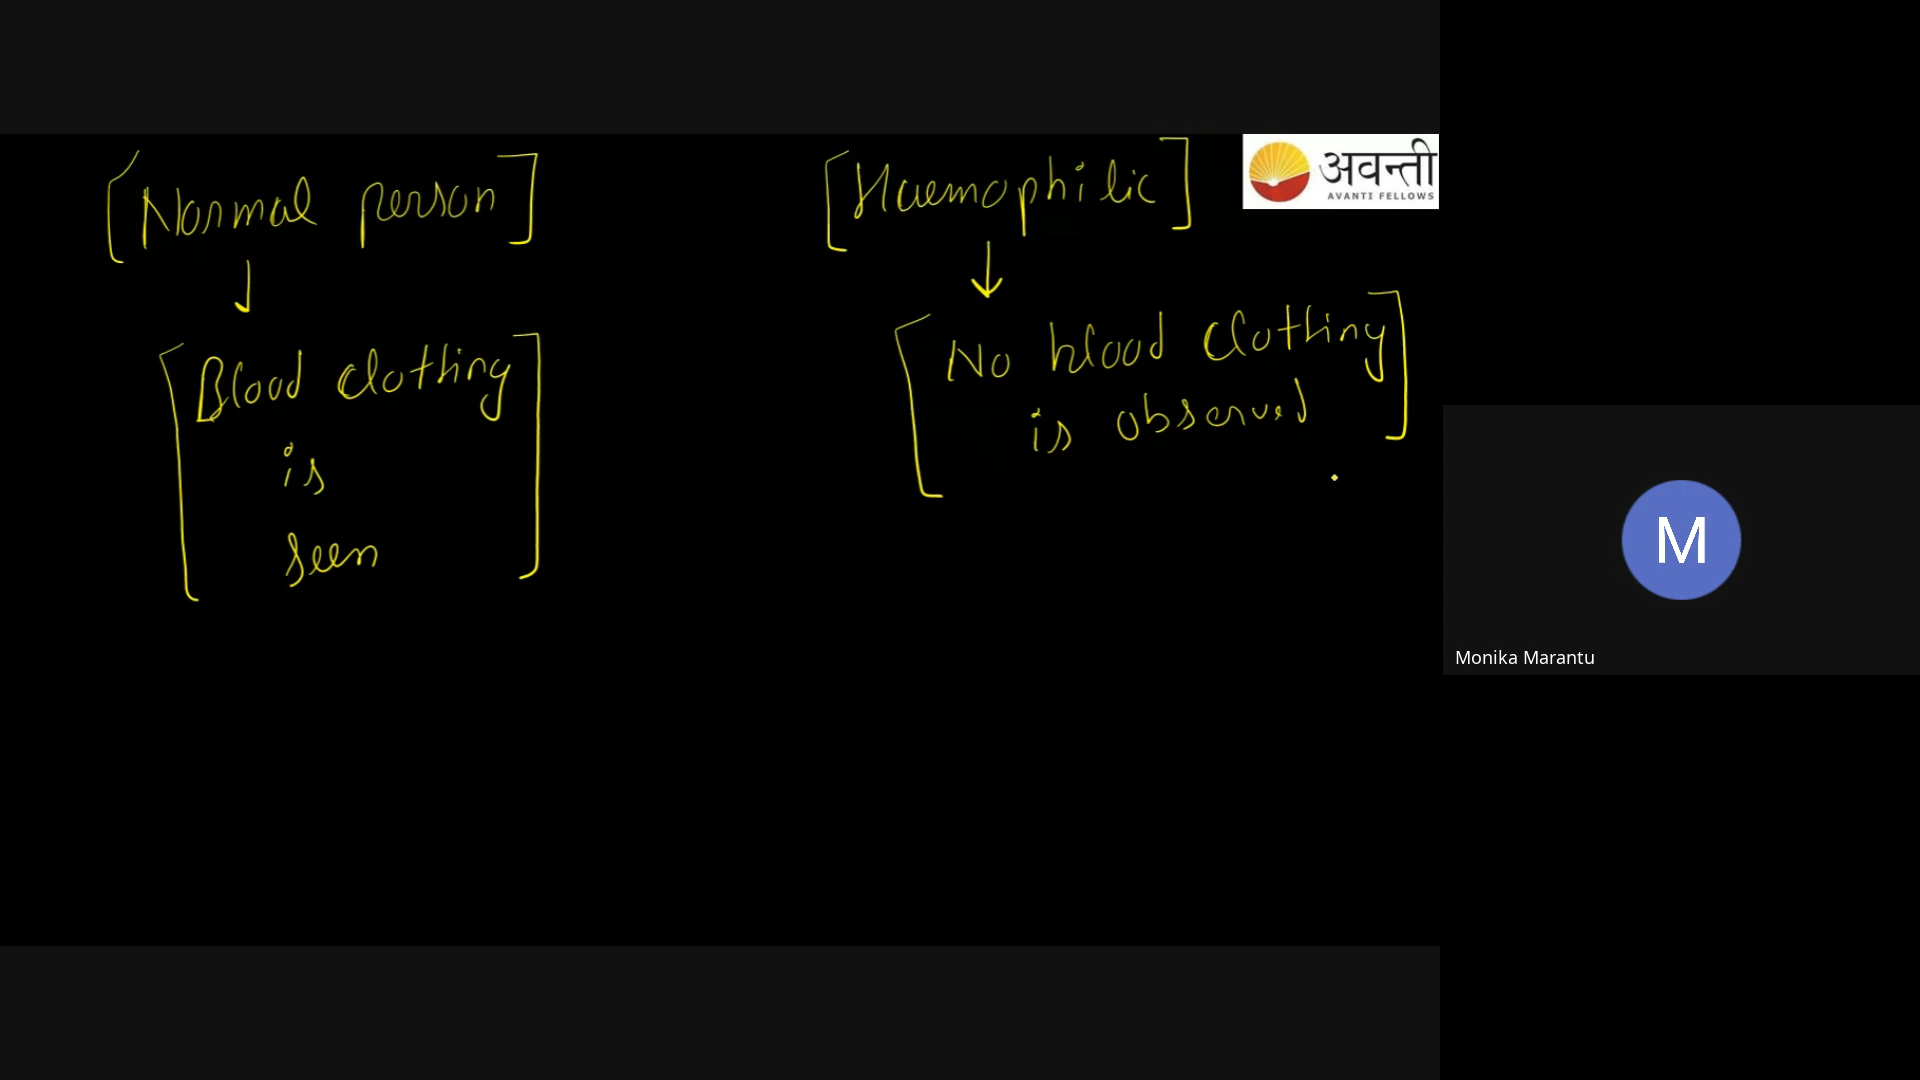 [Normal person]
↓
[Blood clothing
is
seen]
[Haemophilic]
↓
[No blood clothing
is observed]
अवन्ती
AVANTI FELLOWS
M
Monika Marantu